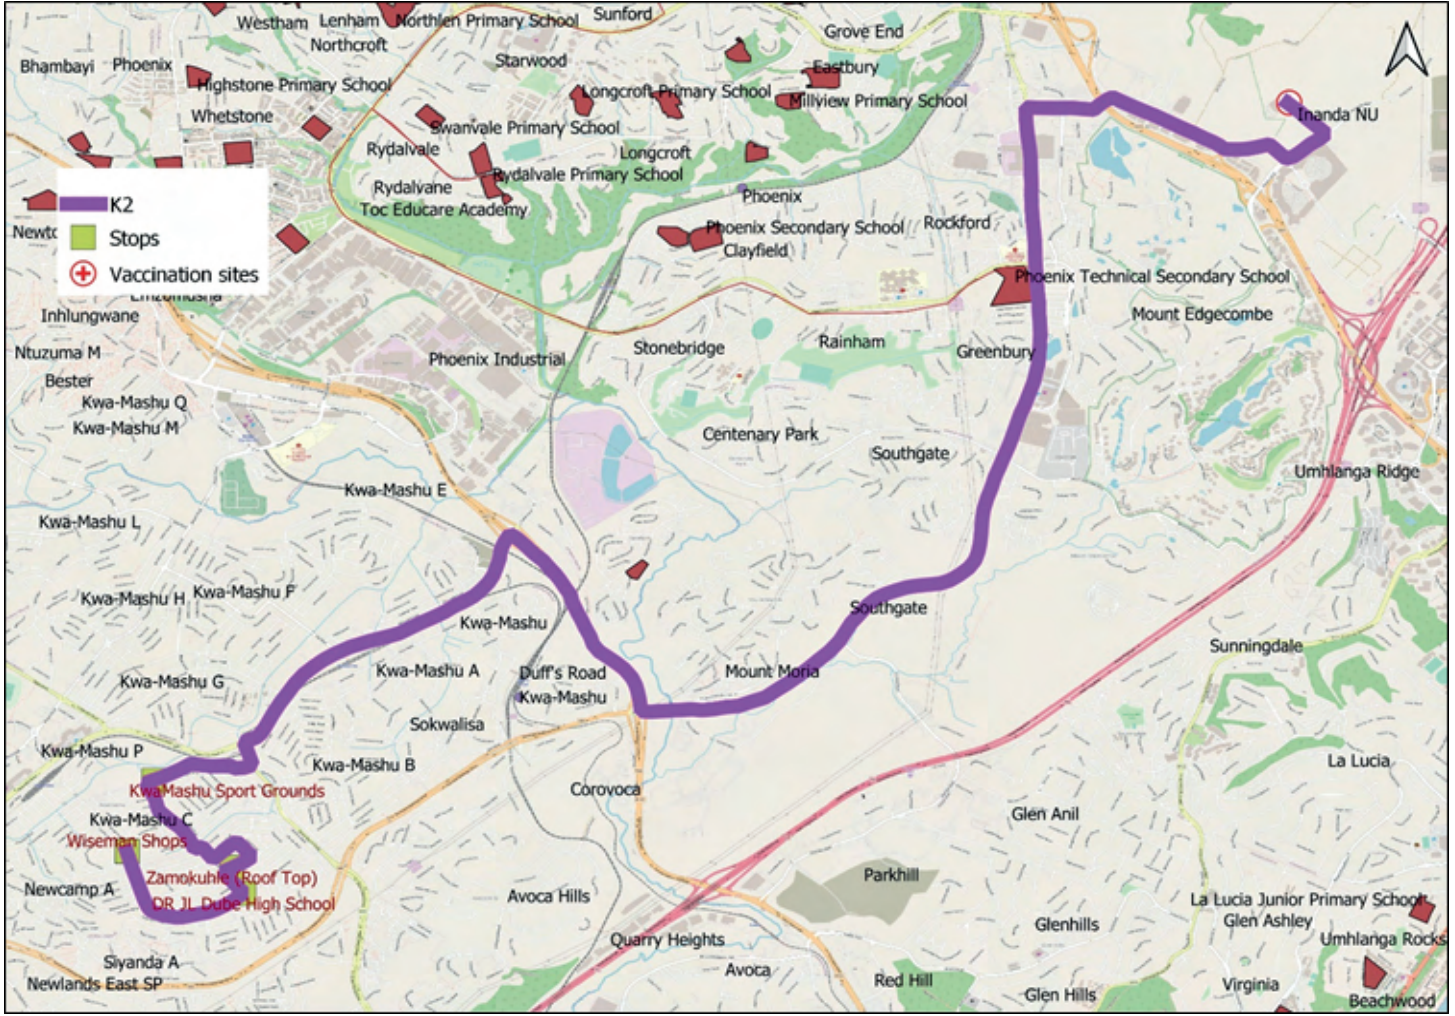 Westham
Lenham
Northlen Primary School
Sunford
Northcroft
Grove End
Bhambayi
Phoenix
Starwood
Eastbury
Highstone Primary School
Longcroft Primary School
Millview Primary School
Whetstone
Swanvale Primary School
Inanda NU
Rydalvale
Longcroft
Rydalvale Primary School
Rydalvane
Phoenix
Toc Educare Academy
K2
Stops
Vaccination sites
Phoenix Secondary School
Rockford
Clayfield
Phoenix Technical Secondary School
Inhlungwane
Mount Edgecombe
Ntuzuma M
Phoenix Industrial
Stonebridge
Rainham
Greenbury
Bester
Kwa-Mashu Q
Kwa-Mashu M
Centenary Park
Southgate
Umhlanga Ridge
Kwa-Mashu E
Kwa-Mashu L
Kwa-Mashu H
Kwa-Mashu F
Southgate
Kwa-Mashu
Sunningdale
Kwa-Mashu A
Duff's Road
Mount Moria
Kwa-Mashu G
Kwa-Mashu
Sokwalisa
Kwa-Mashu P
Kwa-Mashu B
La Lucia
KwaMashu Sport Grounds
Corovoca
Kwa-Mashu C
Glen Anil
Wiseman Shops
Zamokuhle (Roof Top)
Parkhill
Newcamp A
Avoca Hills
DR JL Dube High School
La Lucia Junior Primary School
Glen Ashley
Glenhills
Quarry Heights
Umhlanga Rocks
Siyanda A
Avoca
Newlands East SP
Red Hill
Virginia
Glen Hills
Beachwood